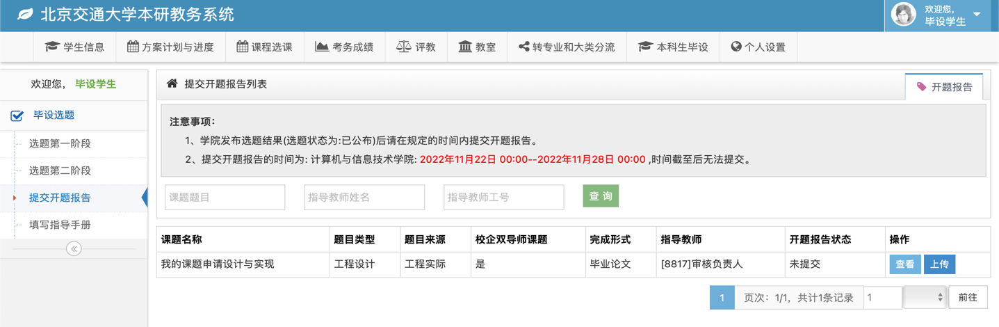 北京交通大学本研教务系统
欢迎您，
毕设学生
学生信息 方案计划与进度 课程选课 考务成绩 评教 教室 转专业和大类分流 本科生毕设 个人设置
欢迎您， 毕设学生
毕设选题
选题第一阶段
选题第二阶段
提交开题报告
填写指导手册
提交开题报告列表
开题报告
注意事项：
1、学院发布选题结果(选题状态为:已公布)后请在规定的时间内提交开题报告。
2、提交开题报告的时间为: 计算机与信息技术学院: 2022年11月22日 00:00--2022年11月28日 00:00 ,时间截至后无法提交。
课题题目 指导教师姓名 指导教师工号 查 询
课题名称 题目类型 题目来源 校企双导师课题 完成形式 指导教师 开题报告状态 操作
我的课题申请设计与实现 工程设计 工程实际 是 毕业论文 [8817]审核负责人 未提交 查看 上传
1 页次：1/1，共计1条记录 1 前往